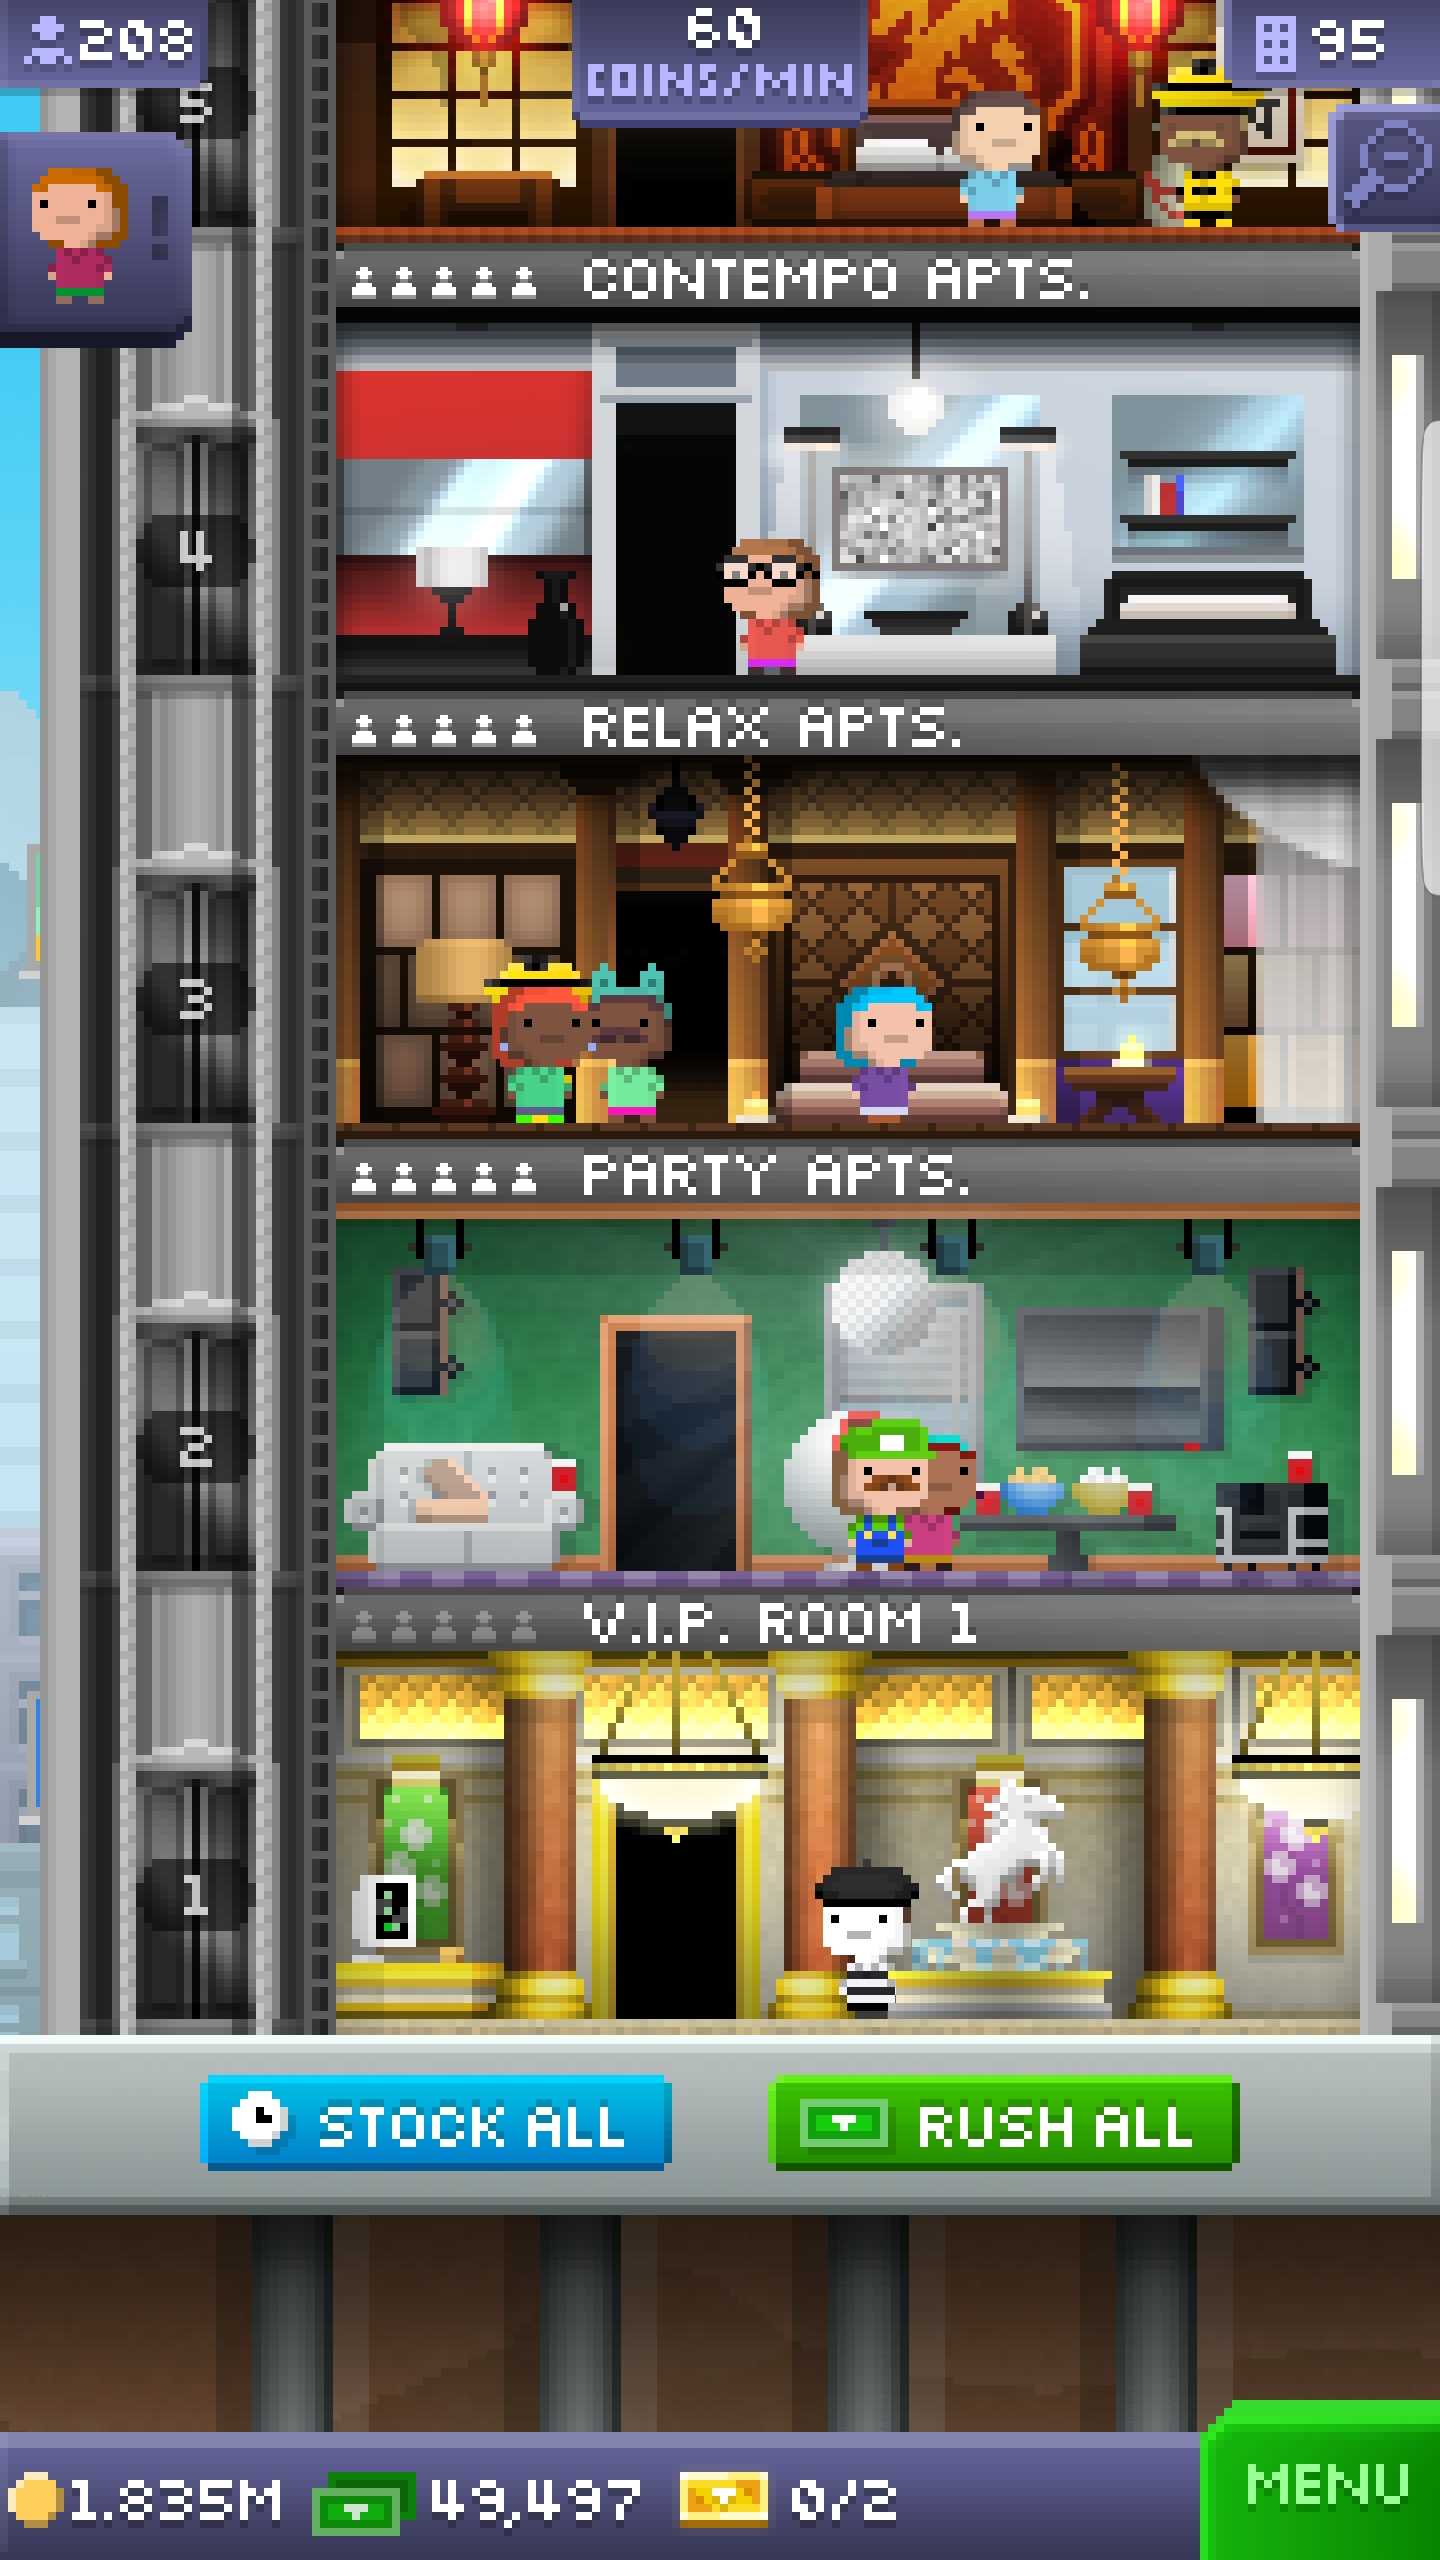 208
60
COINS/MIN
95
5
CONTEMPO APTS.
4
RELAX APTS.
3
PARTY APTS.
2
V.I.P. ROOM 1
1
STOCK ALL
RUSH ALL
1.835M
49,497
0/2
MENU